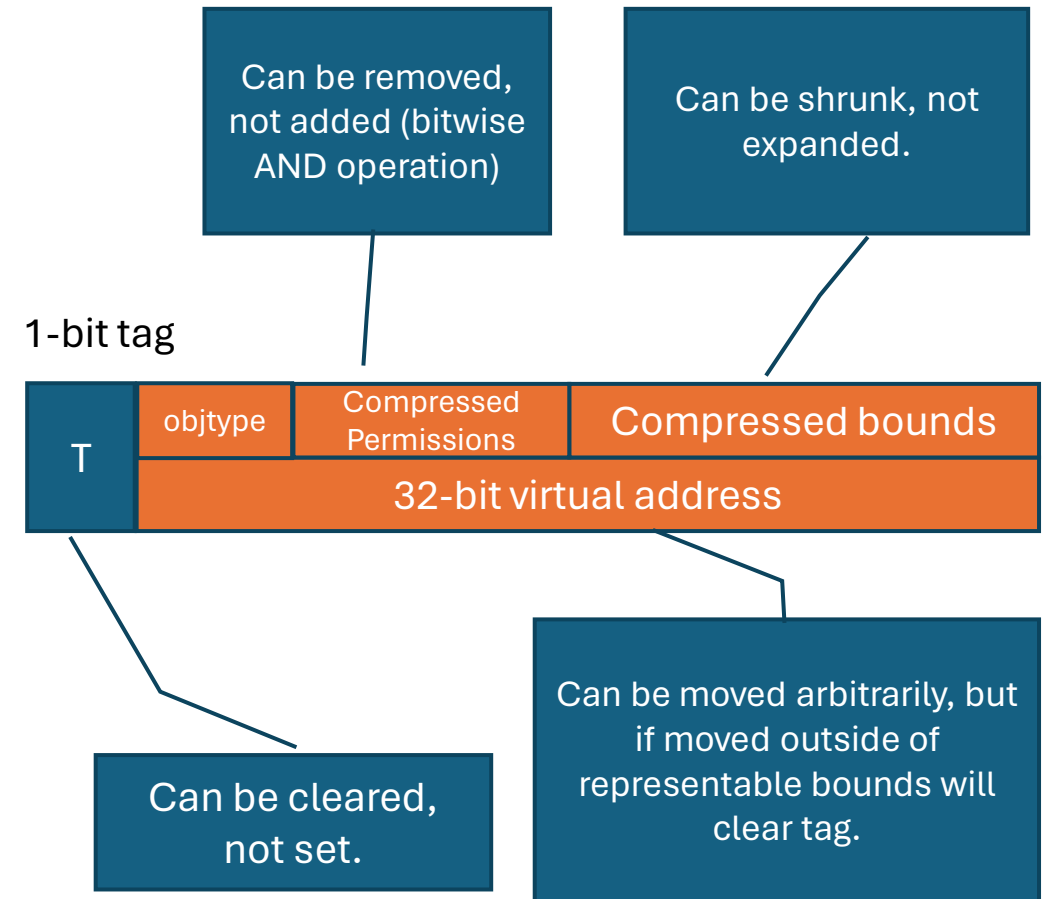 Can be removed,
not added (bitwise
AND operation)
Can be shrunk, not
expanded.
1-bit tag
T
objtype
Compressed
Permissions
Compressed bounds
32-bit virtual address
Can be cleared,
not set.
Can be moved arbitrarily, but
if moved outside of
representable bounds will
clear tag.